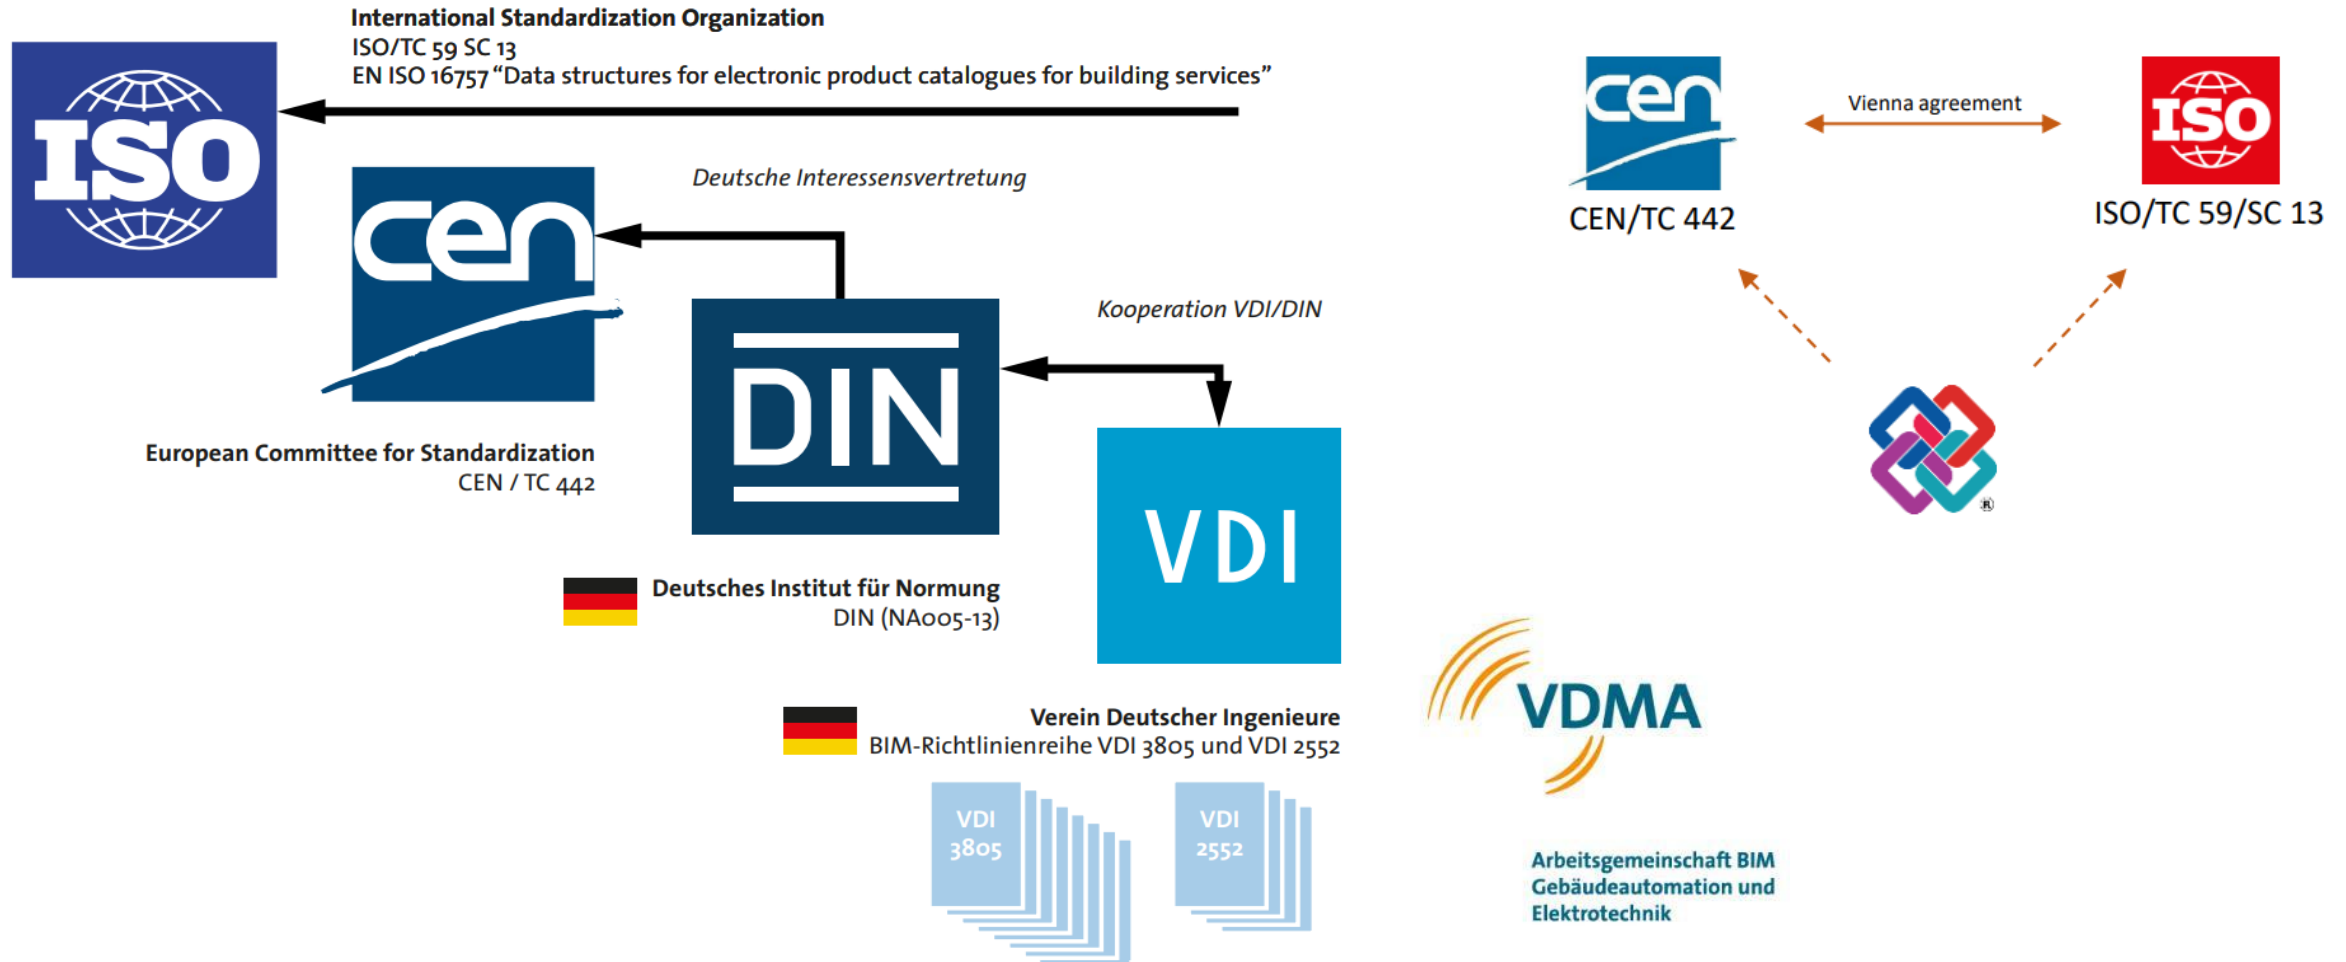 International Standardization Organization
ISO/TC 59 SC 13
EN ISO 16757 “Data structures for electronic product catalogues for building services”
ISO
Deutsche Interessensvertretung
cen
European Committee for Standardization
CEN / TC 442
Kooperation VDI/DIN
DIN
Deutsches Institut für Normung
DIN (NA005-13)
VDI
Verein Deutscher Ingenieure
BIM-Richtlinienreihe VDI 3805 und VDI 2552
VDI
3805
VDI
2552
cen
Vienna agreement
ISO
CEN/TC 442
ISO/TC 59/SC 13
®
VDMA
Arbeitsgemeinschaft BIM
Gebäudeautomation und
Elektrotechnik